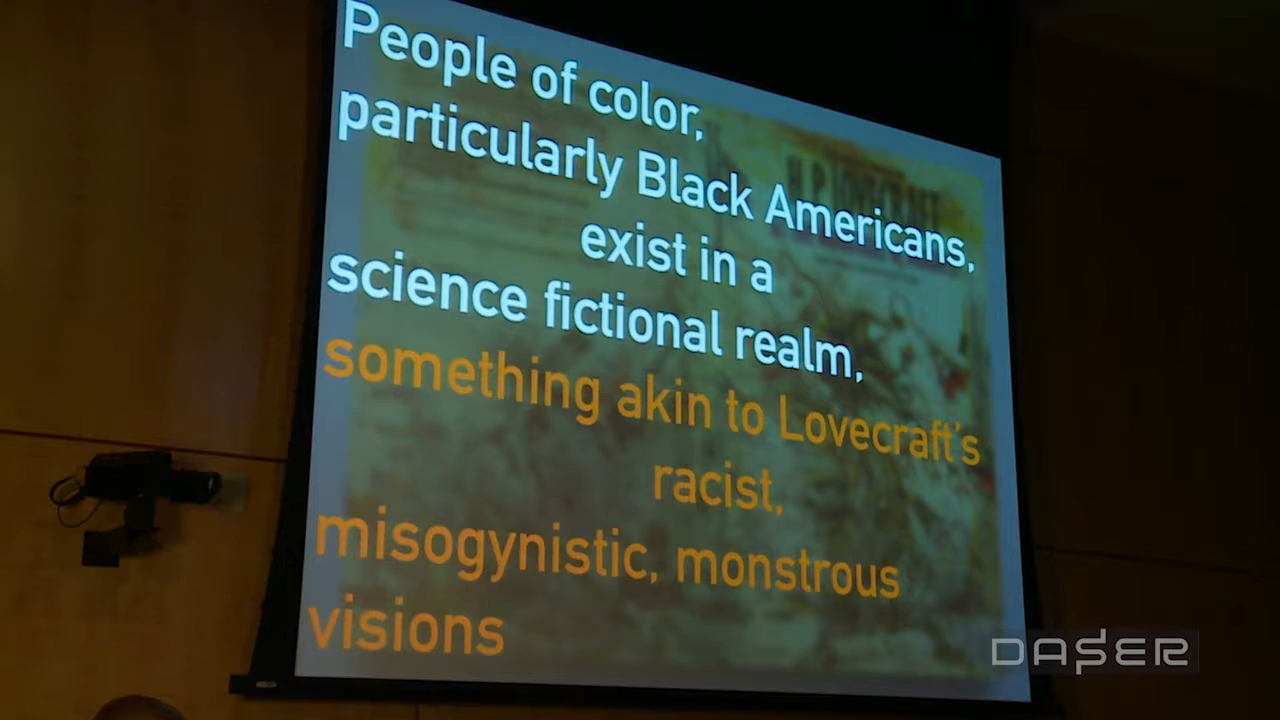 People of color,
particularly Black Americans,
exist in a
science fictional realm,
something akin to Lovecraft's
racist,
misogynistic, monstrous
visions
H.P. LOVECRAFT
DASER